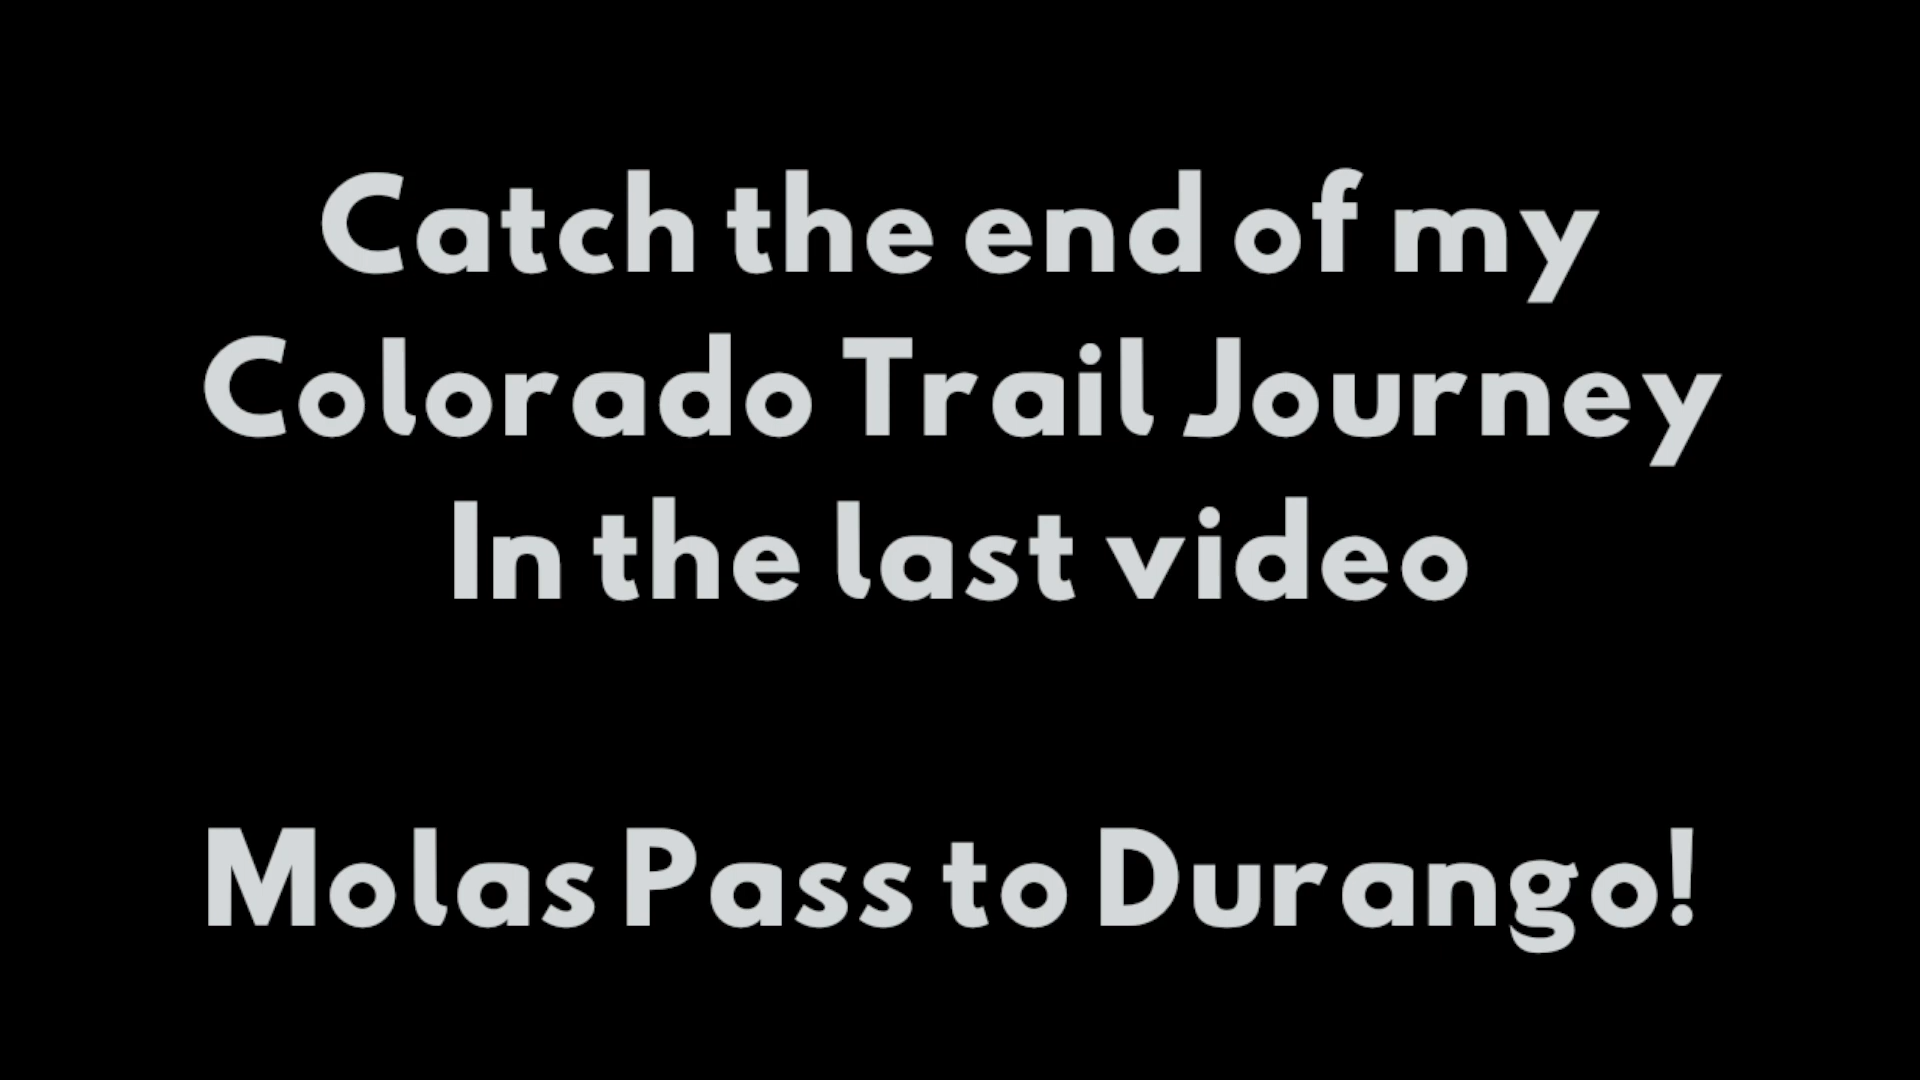 Catch the end of my
Colorado Trail Journey
In the last video
Molas Pass to Durango!